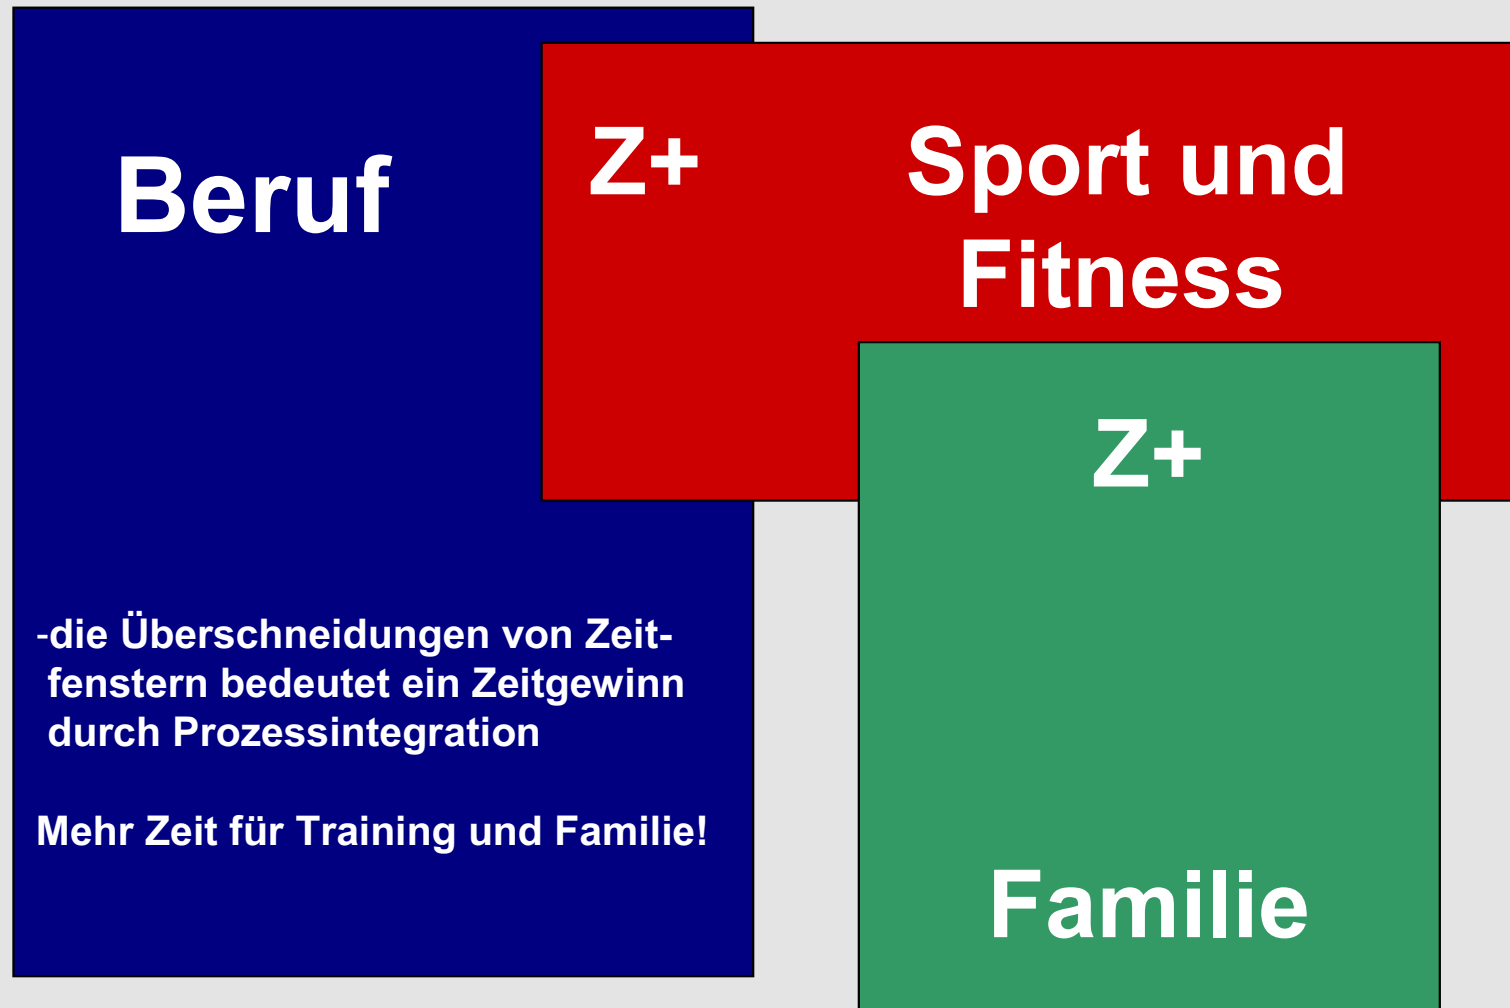 Beruf
Z+
Sport und
Fitness
Z+
-die Überschneidungen von Zeit-
fenstern bedeutet ein Zeitgewinn
durch Prozessintegration
Mehr Zeit für Training und Familie!
Familie